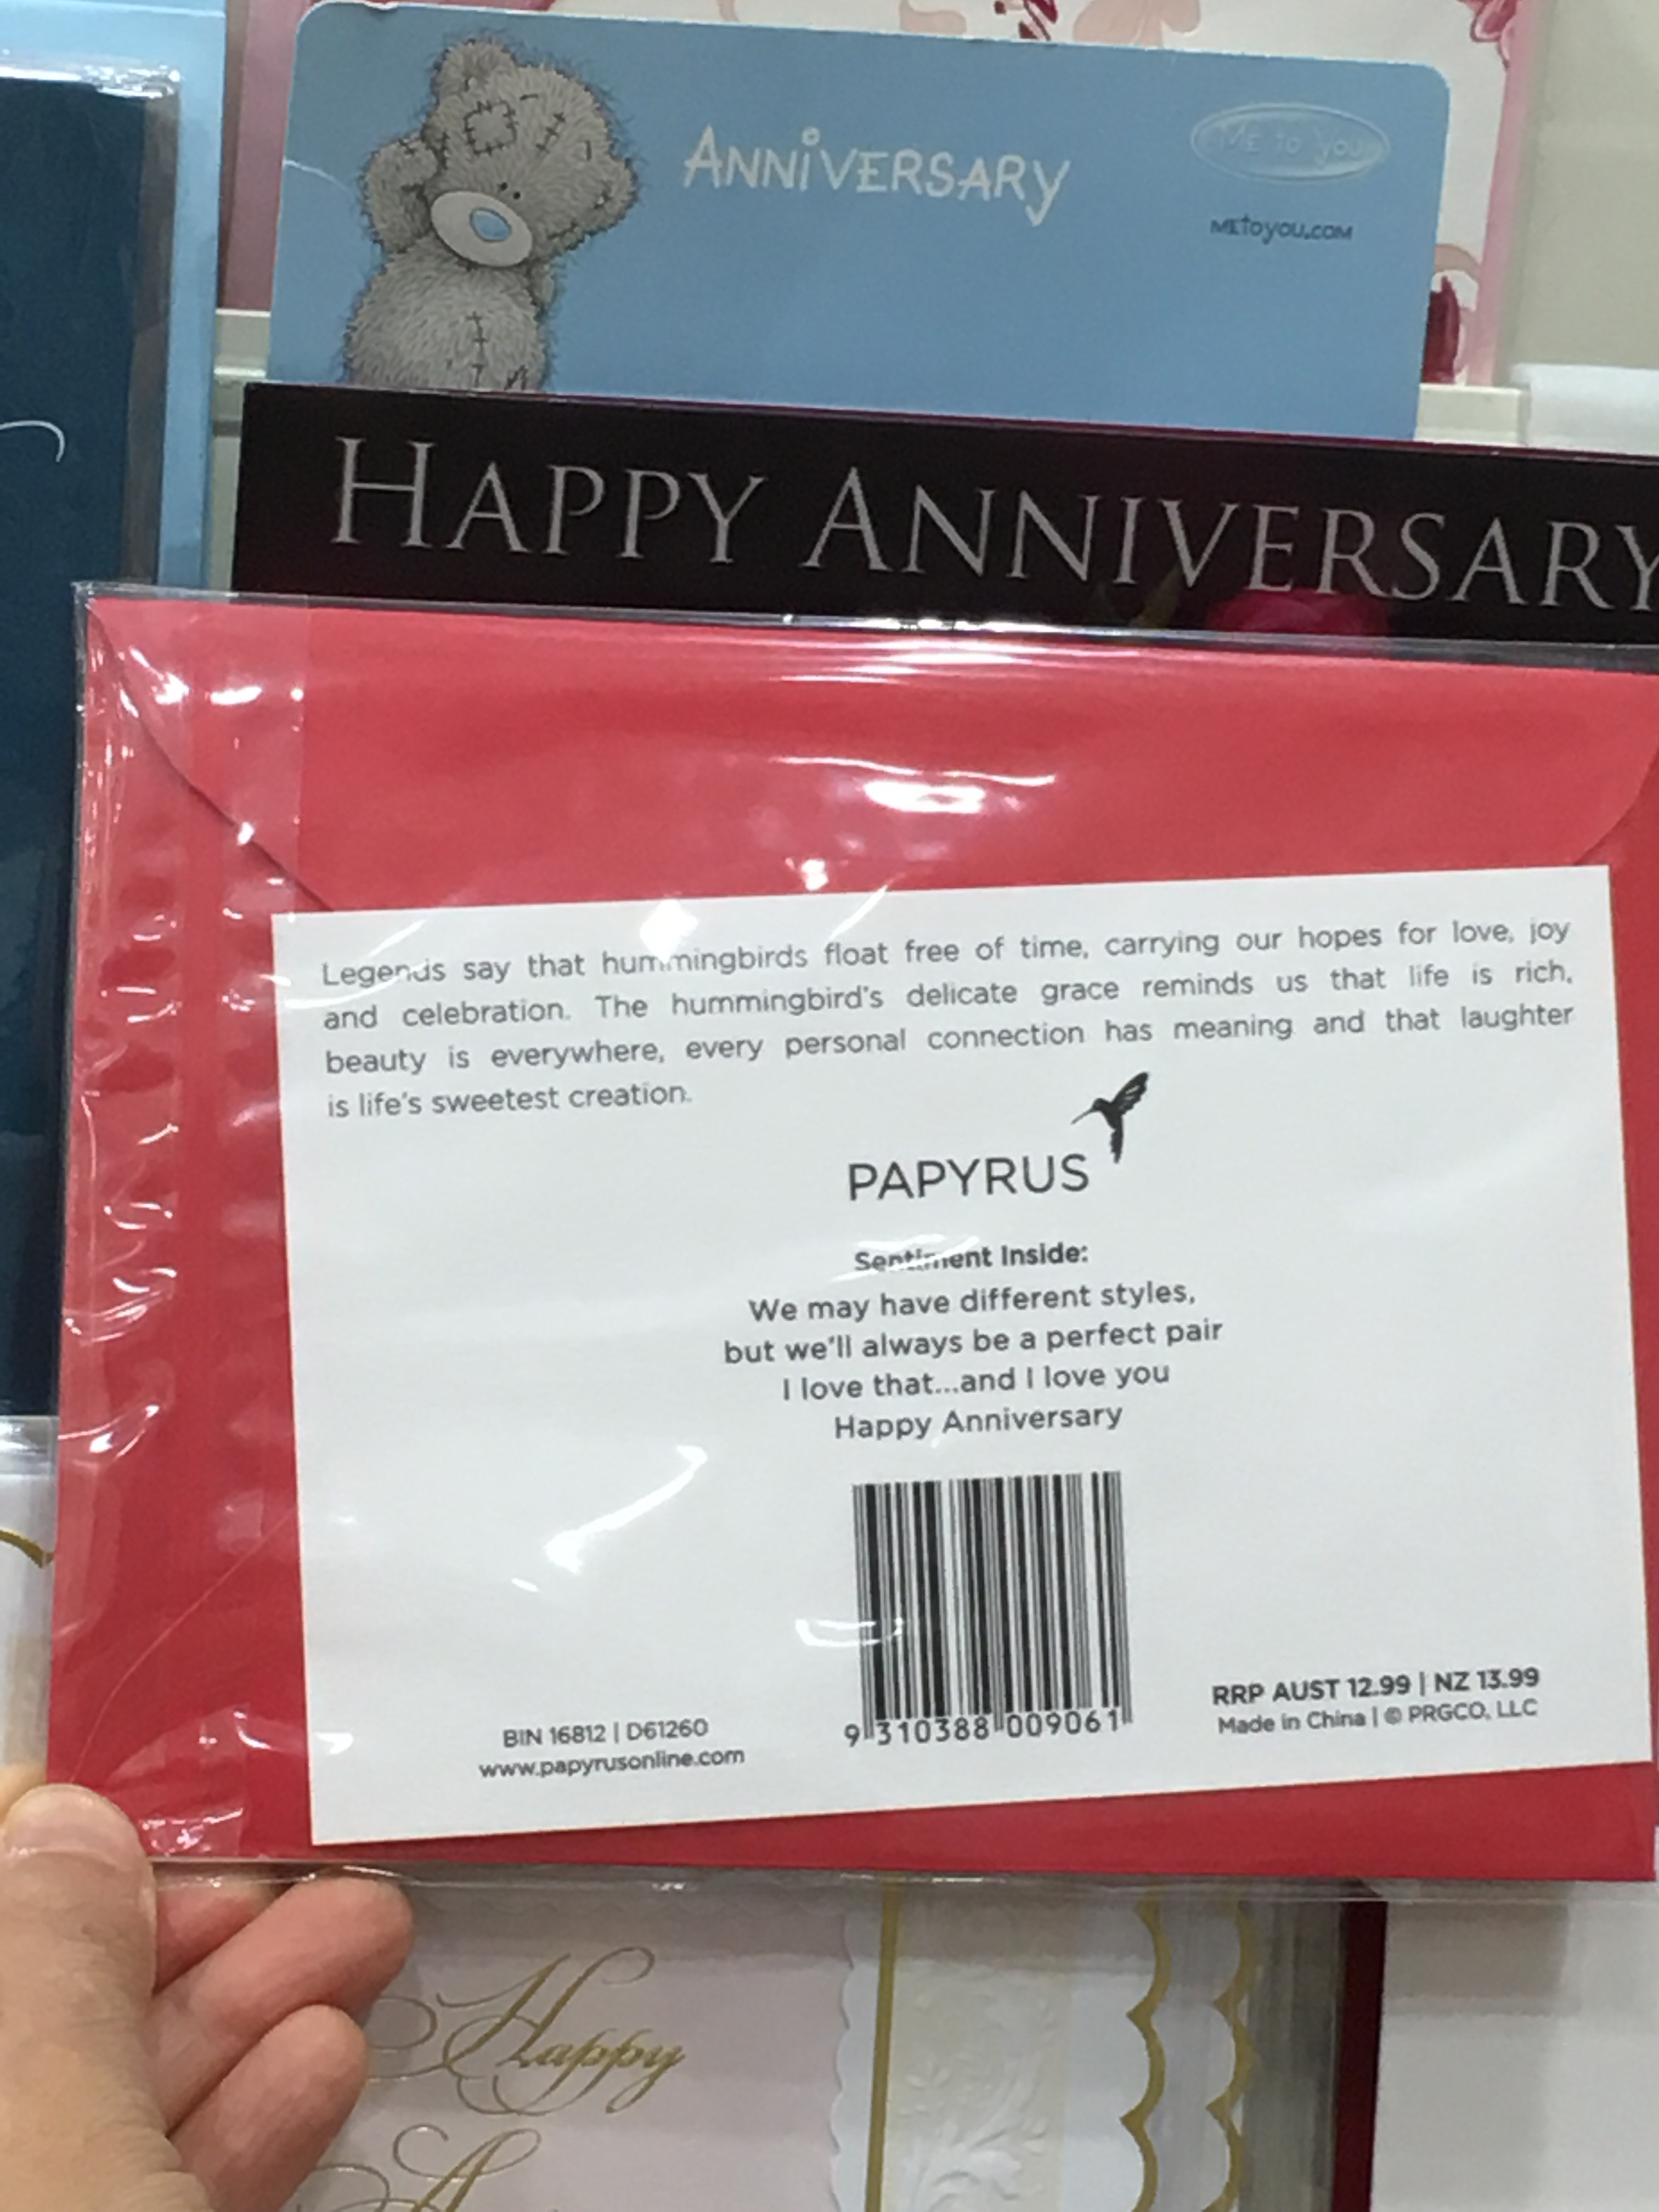 ANNiVERSARy
ME to you
MEtoyou.com
HAPPY ANNIVERSARY
Legends say that hummingbirds float free of time, carrying our hopes for love, joy
and celebration. The hummingbird's delicate grace reminds us that life is rich,
beauty is everywhere, every personal connection has meaning and that laughter
is life's sweetest creation.
PAPYRUS
Sentiment Inside:
We may have different styles,
but we'll always be a perfect pair
I love that...and I love you
Happy Anniversary
9 310388 009061
BIN 16812 | D61260
www.papyrusonline.com
RRP AUST 12.99 | NZ 13.99
Made in China | © PRGCO, LLC
Happy